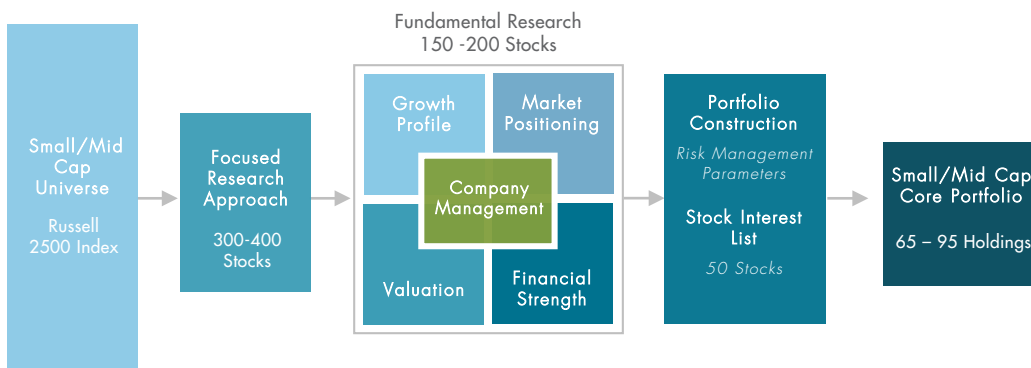 Small/Mid
Cap
Universe
Russell
2500 Index
Focused
Research
Approach
300-400
Stocks
Fundamental Research
150 -200 Stocks
Growth
Profile
Market
Positioning
Company
Management
Valuation
Financial
Strength
Portfolio
Construction
Risk Management
Parameters
Stock Interest
List
50 Stocks
Small/Mid Cap
Core Portfolio
65 – 95 Holdings